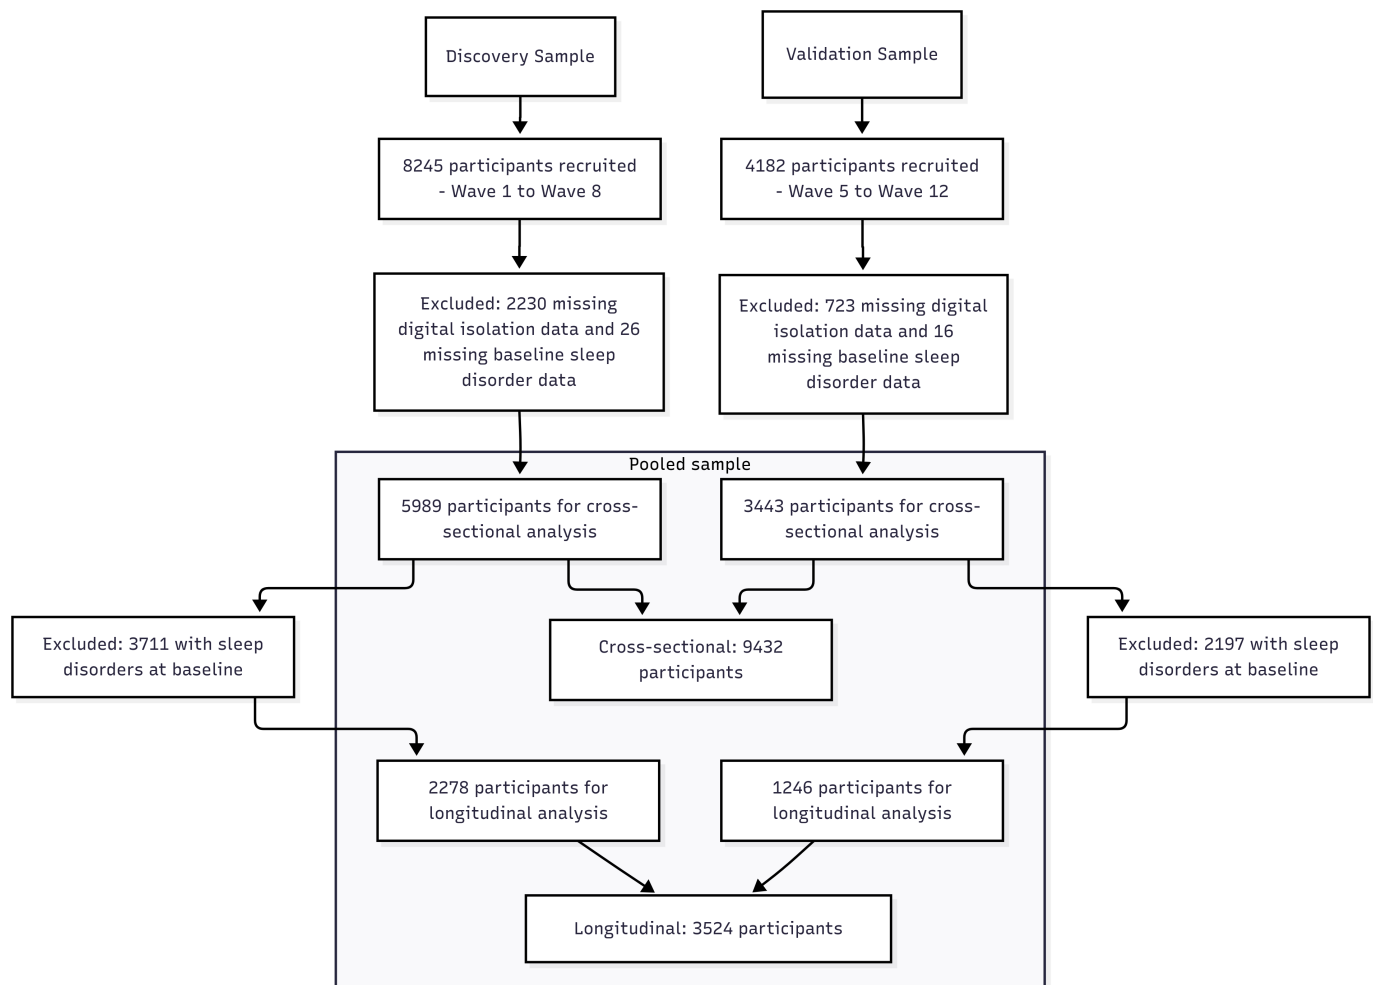 Discovery Sample
Validation Sample
8245 participants recruited
- Wave 1 to Wave 8
4182 participants recruited
- Wave 5 to Wave 12
Excluded: 2230 missing
digital isolation data and 26
missing baseline sleep
disorder data
Excluded: 723 missing digital
isolation data and 16
missing baseline sleep
disorder data
Pooled sample
5989 participants for cross-
sectional analysis
3443 participants for cross-
sectional analysis
Excluded: 3711 with sleep
disorders at baseline
Cross-sectional: 9432
participants
Excluded: 2197 with sleep
disorders at baseline
2278 participants for
longitudinal analysis
1246 participants for
longitudinal analysis
Longitudinal: 3524 participants